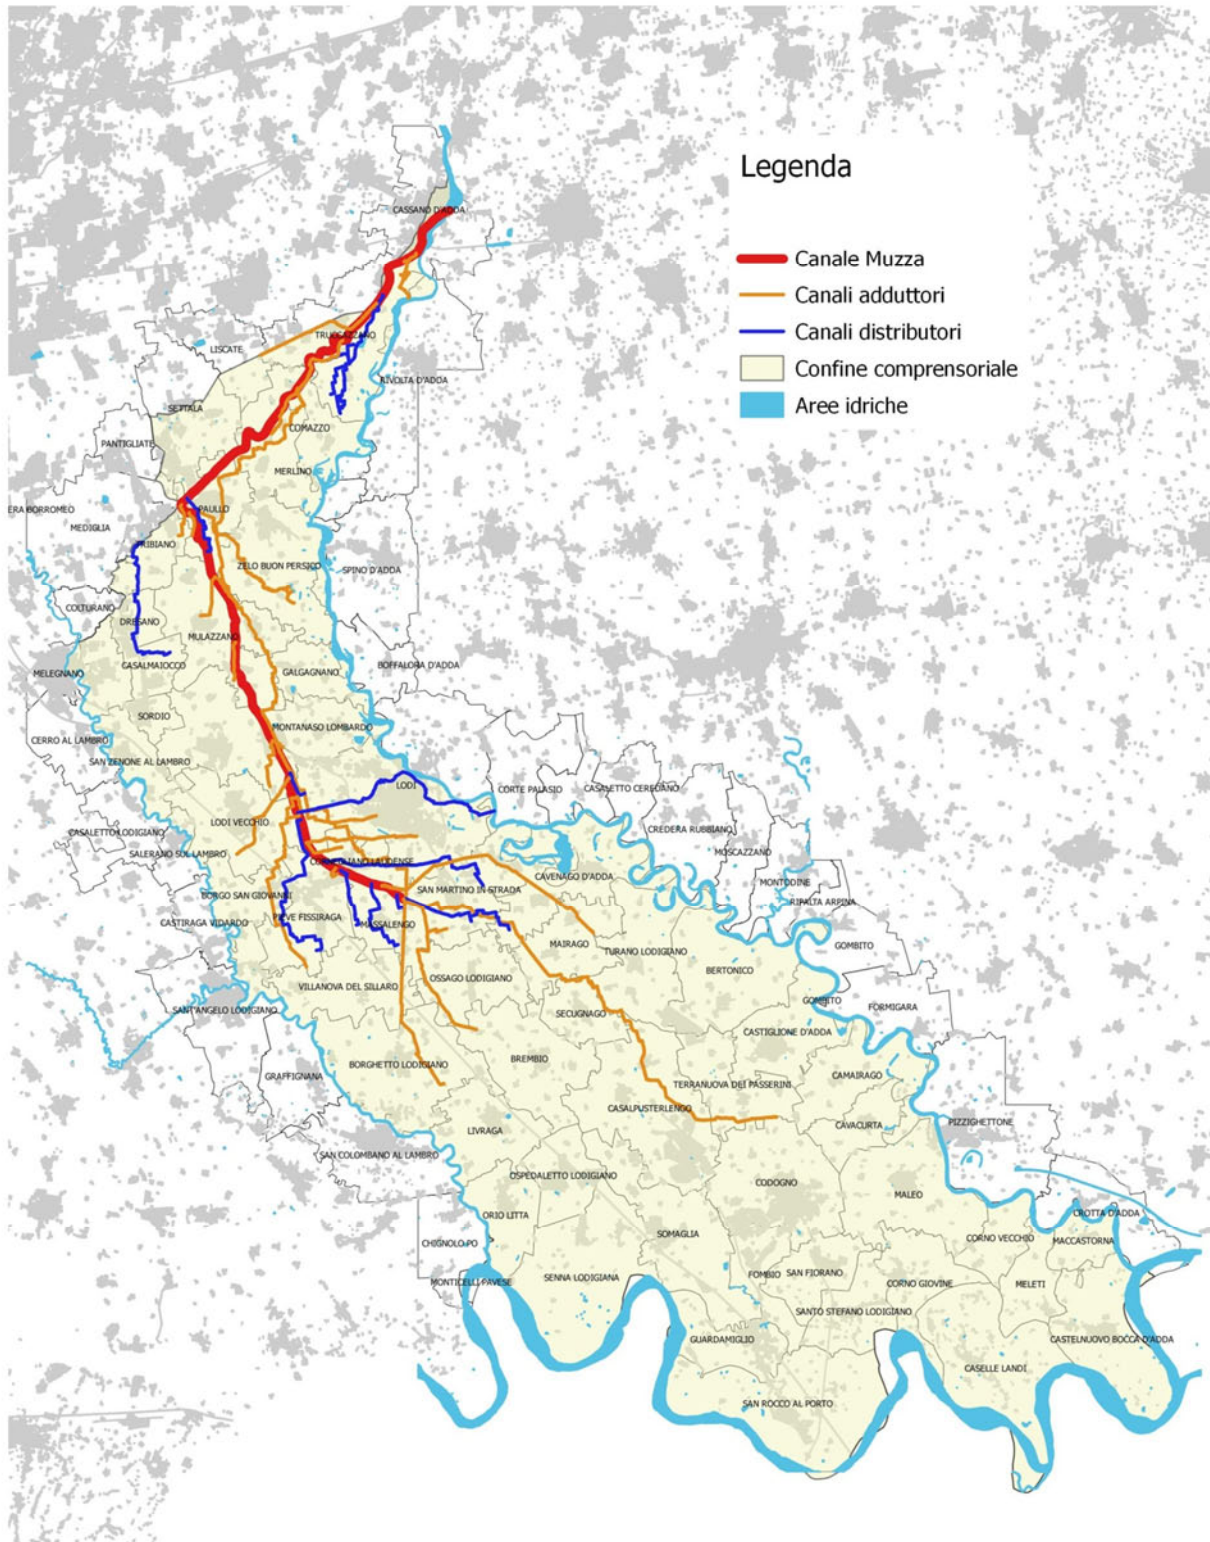 Legenda
Canale Muzza
Canali adduttori
Canali distributori
Confine comprensoriale
Aree idriche
CASSANO D'ADDA
TRUCCAZZANO
LISCATE
RIVOLTA D'ADDA
SETTALA
COMAZZO
PANTIGLIATE
MERLINO
ERA BORROMEO
PAULLO
MEDIGLIA
TRIBIANO
ZELO BUON PERSICO
SPINO D'ADDA
COLTURANO
DRESANO
MULAZZANO
CASALMAIOCCO
BOFFALORA D'ADDA
MELEGNANO
GALGAGNANO
SORDIO
MONTANASO LOMBARDO
CERRO AL LAMBRO
SAN ZENONE AL LAMBRO
LODI
CORTE PALASIO
CASALETTO CEREDANO
LODI VECCHIO
CREDERA RUBBIANO
CASALETTO LODIGIANO
MOSCAZZANO
SALERANO SUL LAMBRO
CORNEGLIANO LAUDENSE
CAVENAGO D'ADDA
MONTODINE
SAN MARTINO IN STRADA
BORGO SAN GIOVANNI
RIPALTA ARPINA
CASTIRAGA VIDARDO
PIEVE FISSIRAGA
MASSALENGO
MAIRAGO
TURANO LODIGIANO
GOMBITO
BERTONICO
OSSAGO LODIGIANO
VILLANOVA DEL SILLARO
GOMBITO
FORMIGARA
SANT'ANGELO LODIGIANO
SECUGNAGO
CASTIGLIONE D'ADDA
BREMBIO
BORGHETTO LODIGIANO
GRAFFIGNANA
CAMAIRAGO
TERRANUOVA DEI PASSERINI
CASALPUSTERLENGO
PIZZIGHETTONE
CAVACURTA
LIVRAGA
SAN COLOMBANO AL LAMBRO
OSPEDALETTO LODIGIANO
CODOGNO
MALEO
ORIO LITTA
CROTTA D'ADDA
SOMAGLIA
CORNO VECCHIO
MACCASTORNA
CHIGNOLO PO
SENNA LODIGIANA
FOMBIO
SAN FIORANO
MONTICELLI PAVESE
CORNO GIOVINE
MELETI
SANTO STEFANO LODIGIANO
GUARDAMIGLIO
CASTELNUOVO BOCCA D'ADDA
CASELLE LANDI
SAN ROCCO AL PORTO